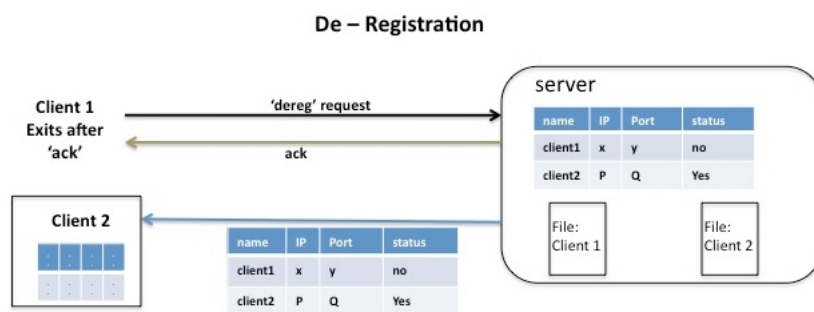 De – Registration
Client 1
Exits after
‘ack’
‘dereg’ request
ack
server
name IP Port status
client1 x y no
client2 P Q Yes
File:
Client 1
File:
Client 2
Client 2
: : : :
: : : :
name IP Port status
client1 x y no
client2 P Q Yes